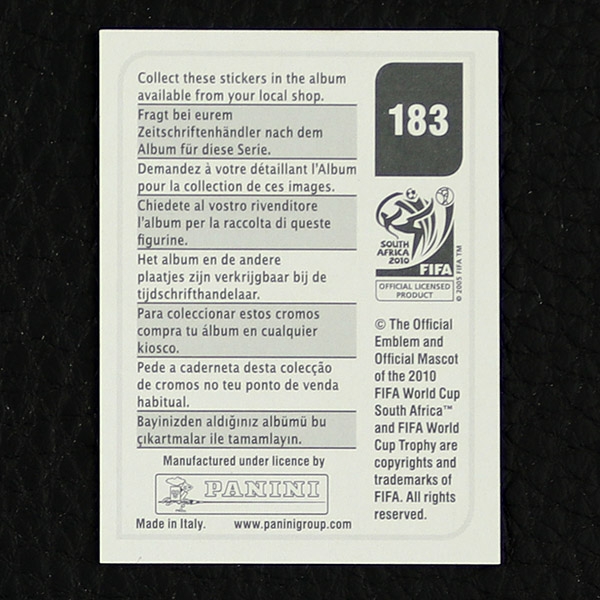 Collect these stickers in the album
available from your local shop.
Fragt bei eurem
Zeitschriftenhändler nach dem
Album für diese Serie.
Demandez à votre détaillant l'Album
pour la collection de ces images.
Chiedete al vostro rivenditore
l'album per la raccolta di queste
figurine.
Het album en de andere
plaatjes zijn verkrijgbaar bij de
tijdschrifthandelaar.
Para coleccionar estos cromos
compra tu álbum en cualquier
kiosco.
Pede a caderneta desta colecção
de cromos no teu ponto de venda
habitual.
Bayinizden aldığınız albümü bu
çıkartmalar ile tamamlayın.
Manufactured under licence by
PANINI
Made in Italy. www.paninigroup.com
183
SOUTH
AFRICA
2010
FIFA
© 2005 FIFA TM
OFFICIAL LICENSED
PRODUCT
© The Official
Emblem and
Official Mascot
of the 2010
FIFA World Cup
South Africa™
and FIFA World
Cup Trophy are
copyrights and
trademarks of
FIFA. All rights
reserved.